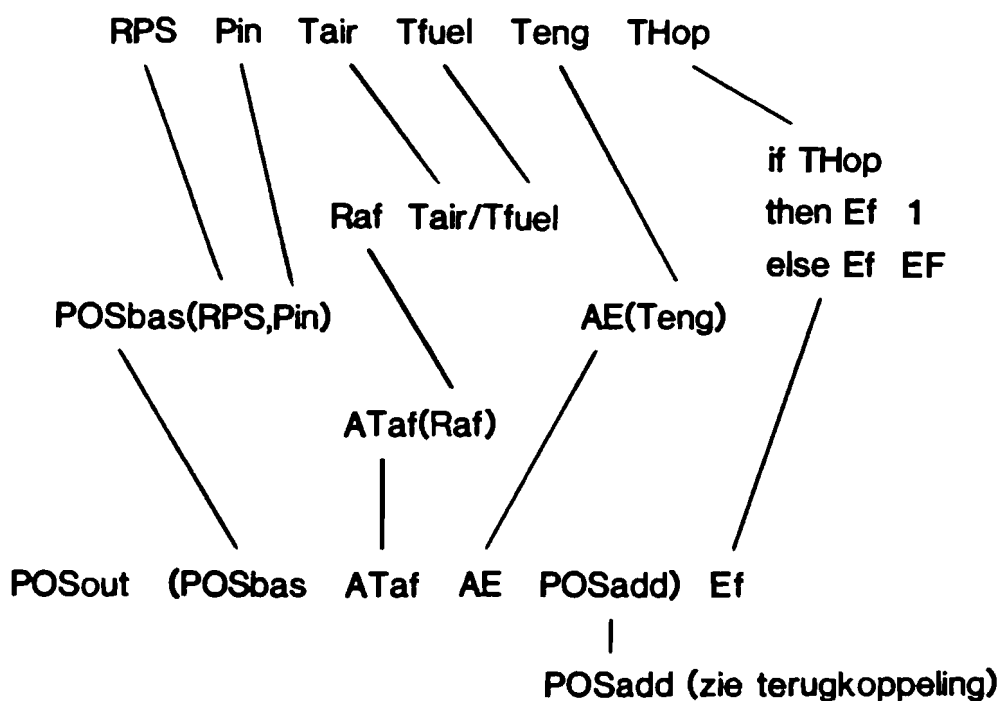 RPS Pin Tair Tfuel Teng THop
if THop
then Ef 1
else Ef EF
Raf Tair/Tfuel
POSbas(RPS,Pin)
AE(Teng)
ATaf(Raf)
POSout (POSbas ATaf AE POSadd) Ef
POSadd (zie terugkoppeling)